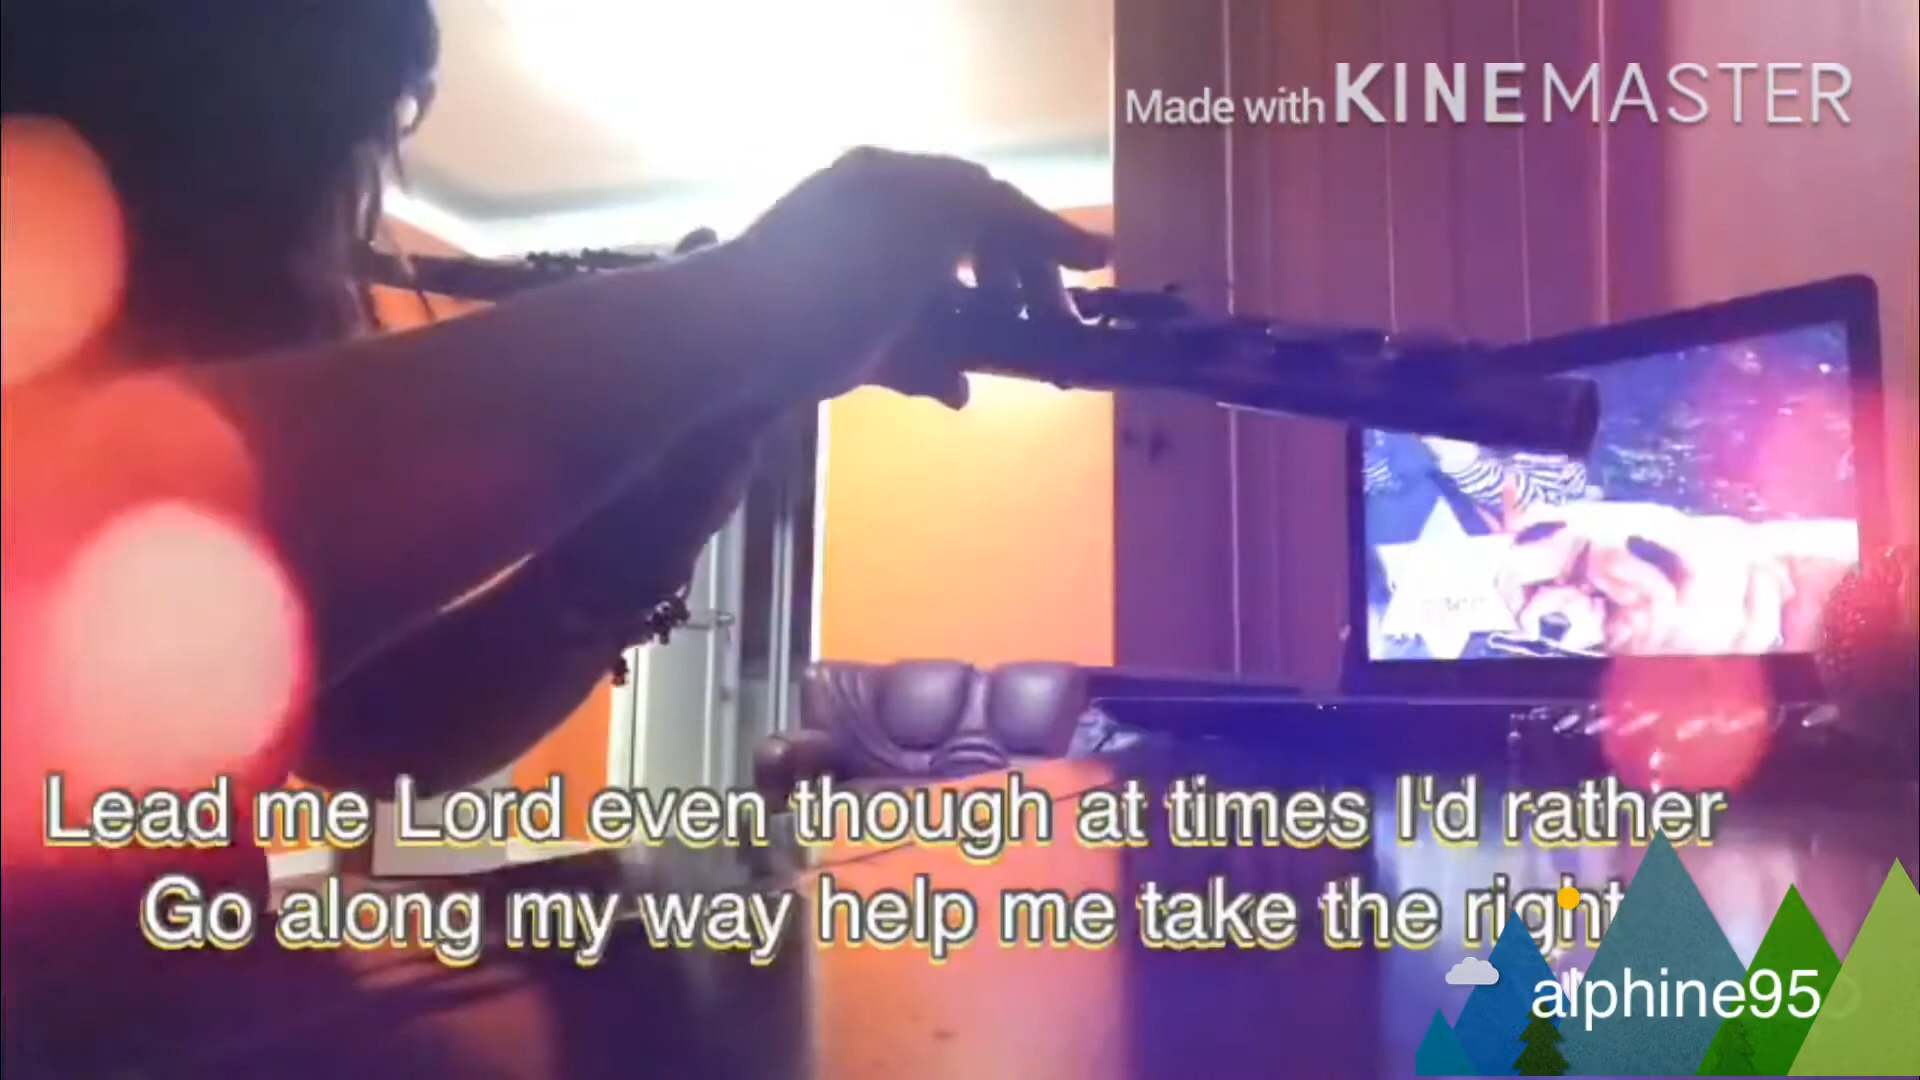 Made with KINEMASTER
Lead me Lord even though at times I'd rather
Go along my way help me take the right
alphine95